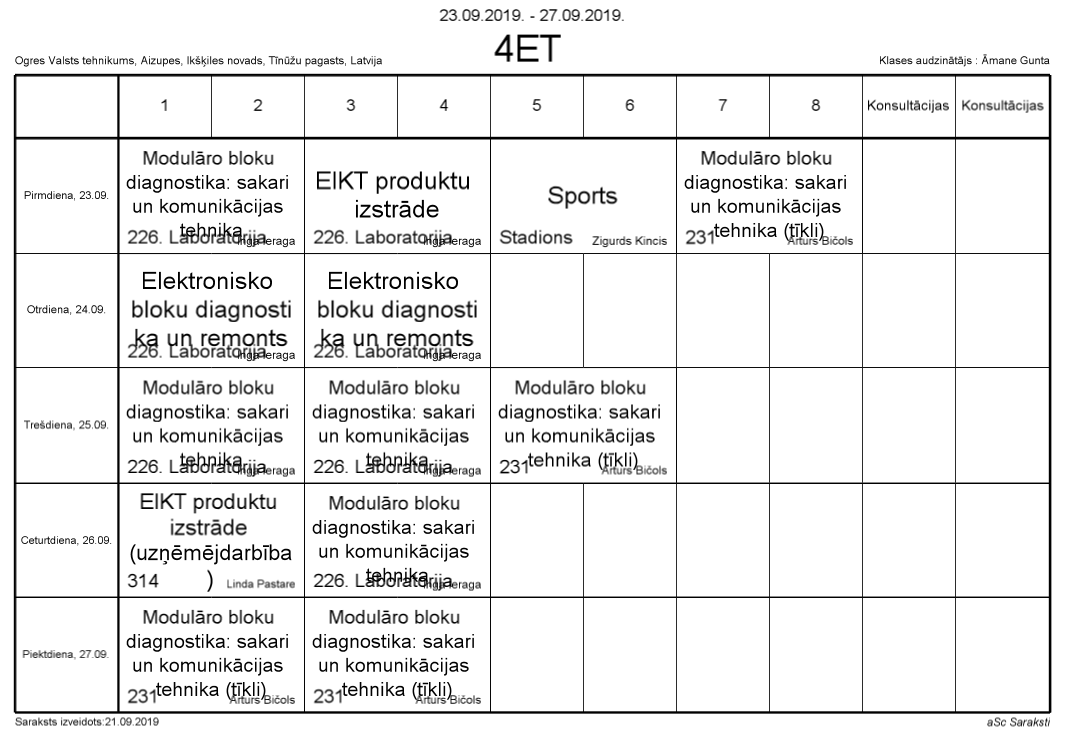 23.09.2019. - 27.09.2019.
4ET
Ogres Valsts tehnikums, Aizupes, Ikšķiles novads, Tīnūžu pagasts, Latvija
Klases audzinātājs : Āmane Gunta
1 2 3 4 5 6 7 8 Konsultācijas Konsultācijas
Pirmdiena, 23.09.
Modulāro bloku
diagnostika: sakari
un komunikācijas
tehnika
226. Laboratorija Inga Ieraga
EIKT produktu
izstrāde
226. Laboratorija Inga Ieraga
Sports
Stadions Zigurds Kincis
Modulāro bloku
diagnostika: sakari
un komunikācijas
tehnika (tīkli)
231 Artūrs Bičols
Otrdiena, 24.09.
Elektronisko
bloku diagnosti
ka un remonts
226. Laboratorija Inga Ieraga
Elektronisko
bloku diagnosti
ka un remonts
226. Laboratorija Inga Ieraga
Trešdiena, 25.09.
Modulāro bloku
diagnostika: sakari
un komunikācijas
tehnika
226. Laboratorija Inga Ieraga
Modulāro bloku
diagnostika: sakari
un komunikācijas
tehnika
226. Laboratorija Inga Ieraga
Modulāro bloku
diagnostika: sakari
un komunikācijas
tehnika (tīkli)
231 Artūrs Bičols
Ceturtdiena, 26.09.
EIKT produktu
izstrāde
(uzņēmējdarbība
)
314 Linda Pastare
Modulāro bloku
diagnostika: sakari
un komunikācijas
tehnika
226. Laboratorija Inga Ieraga
Piektdiena, 27.09.
Modulāro bloku
diagnostika: sakari
un komunikācijas
tehnika (tīkli)
231 Artūrs Bičols
Modulāro bloku
diagnostika: sakari
un komunikācijas
tehnika (tīkli)
231 Artūrs Bičols
Saraksts izveidots:21.09.2019
aSc Saraksti